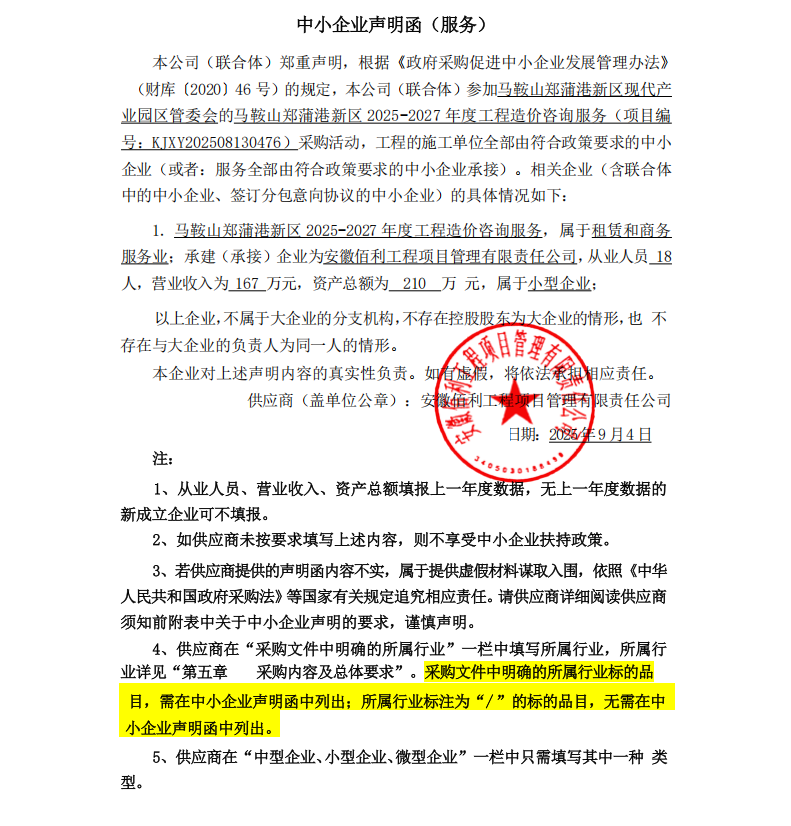 中小企业声明函（服务）
本公司（联合体）郑重声明，根据《政府采购促进中小企业发展管理办法》
（财库〔2020〕46 号）的规定，本公司（联合体）参加马鞍山郑蒲港新区现代产
业园区管委会的马鞍山郑蒲港新区 2025-2027 年度工程造价咨询服务（项目编
号：KJXY202508130476）采购活动，工程的施工单位全部由符合政策要求的中小
企业（或者：服务全部由符合政策要求的中小企业承接）。相关企业（含联合体
中的中小企业、签订分包意向协议的中小企业）的具体情况如下：
1. 马鞍山郑蒲港新区 2025-2027 年度工程造价咨询服务，属于租赁和商务
服务业；承建（承接）企业为安徽佰利工程项目管理有限责任公司，从业人员 18
人，营业收入为 167 万元，资产总额为 210 万 元，属于小型企业；
以上企业，不属于大企业的分支机构，不存在控股股东为大企业的情形，也 不
存在与大企业的负责人为同一人的情形。
本企业对上述声明内容的真实性负责。如有虚假，将依法承担相应责任。
供应商（盖单位公章）：安徽佰利工程项目管理有限责任公司
日期：2025 年 9 月 4 日
安徽佰利工程项目管理有限责任公司
3405030188498
注：
1、从业人员、营业收入、资产总额填报上一年度数据，无上一年度数据的
新成立企业可不填报。
2、如供应商未按要求填写上述内容，则不享受中小企业扶持政策。
3、若供应商提供的声明函内容不实，属于提供虚假材料谋取入围，依照《中华
人民共和国政府采购法》等国家有关规定追究相应责任。请供应商详细阅读供应商
须知前附表中关于中小企业声明的要求，谨慎声明。
4、供应商在“采购文件中明确的所属行业”一栏中填写所属行业，所属行
业详见“第五章 采购内容及总体要求”。采购文件中明确的所属行业标的品
目，需在中小企业声明函中列出；所属行业标注为“/”的标的品目，无需在中
小企业声明函中列出。
5、供应商在“中型企业、小型企业、微型企业”一栏中只需填写其中一种 类
型。